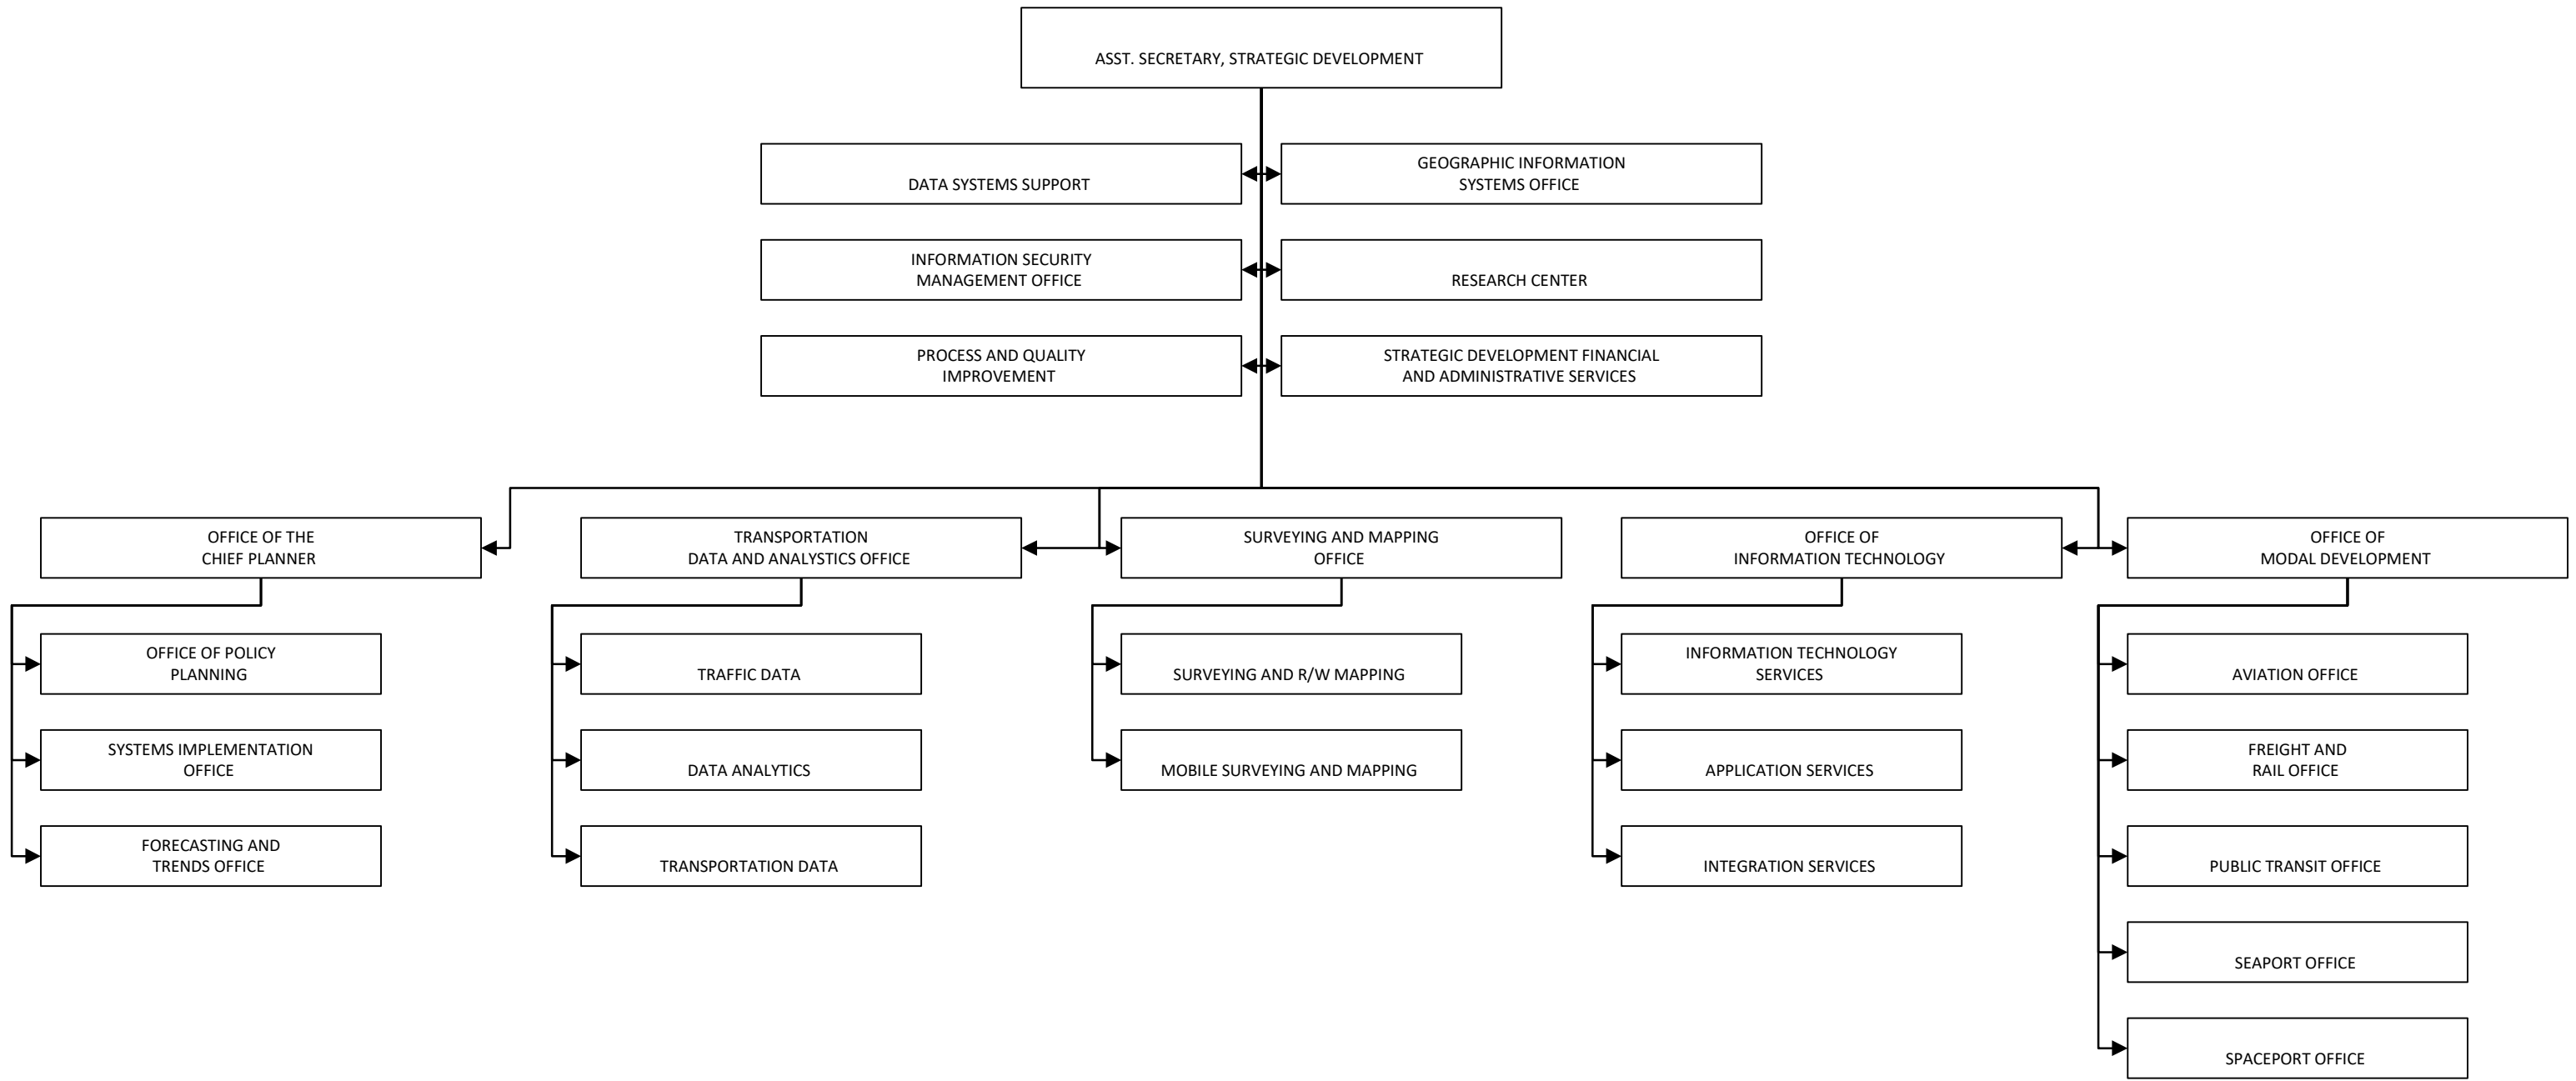 ASST. SECRETARY, STRATEGIC DEVELOPMENT
DATA SYSTEMS SUPPORT
GEOGRAPHIC INFORMATION
SYSTEMS OFFICE
INFORMATION SECURITY
MANAGEMENT OFFICE
RESEARCH CENTER
PROCESS AND QUALITY
IMPROVEMENT
STRATEGIC DEVELOPMENT FINANCIAL
AND ADMINISTRATIVE SERVICES
OFFICE OF THE
CHIEF PLANNER
TRANSPORTATION
DATA AND ANALYSTICS OFFICE
SURVEYING AND MAPPING
OFFICE
OFFICE OF
INFORMATION TECHNOLOGY
OFFICE OF
MODAL DEVELOPMENT
OFFICE OF POLICY
PLANNING
SYSTEMS IMPLEMENTATION
OFFICE
FORECASTING AND
TRENDS OFFICE
TRAFFIC DATA
DATA ANALYTICS
TRANSPORTATION DATA
SURVEYING AND R/W MAPPING
MOBILE SURVEYING AND MAPPING
INFORMATION TECHNOLOGY
SERVICES
APPLICATION SERVICES
INTEGRATION SERVICES
AVIATION OFFICE
FREIGHT AND
RAIL OFFICE
PUBLIC TRANSIT OFFICE
SEAPORT OFFICE
SPACEPORT OFFICE